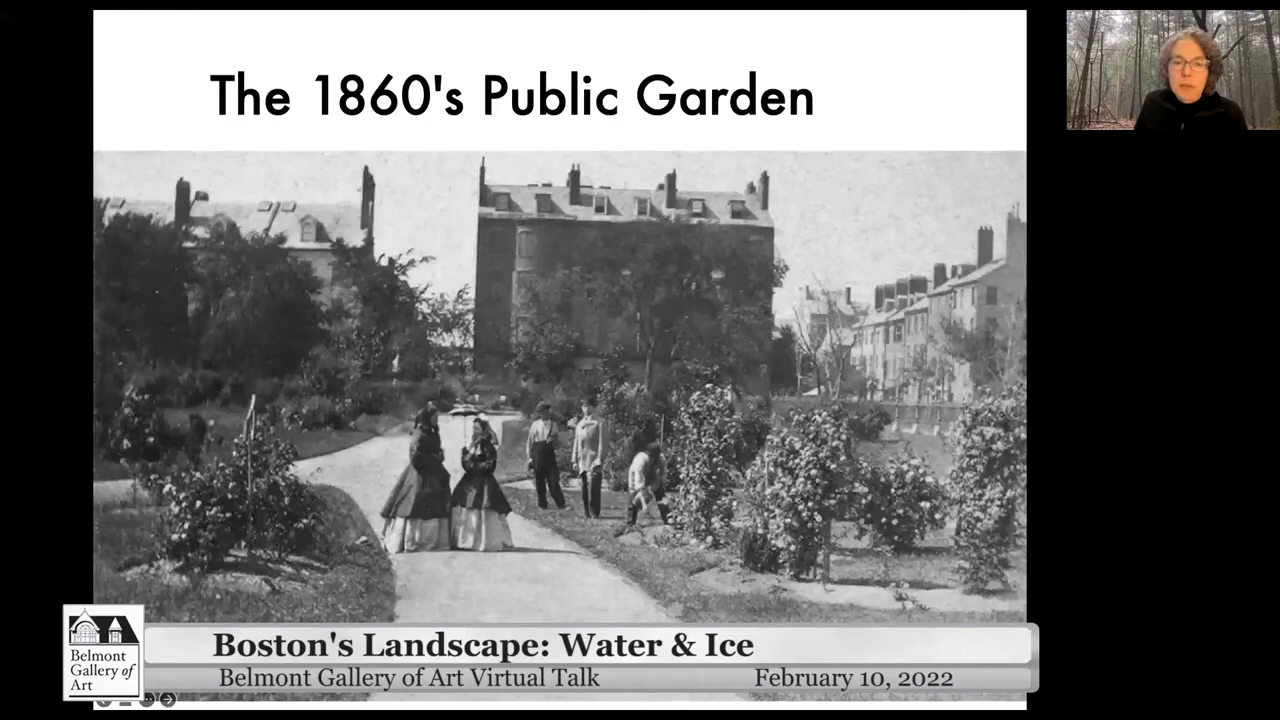 The 1860's Public Garden
Boston's Landscape: Water & Ice
Belmont Gallery of Art Virtual Talk
February 10, 2022
Belmont
Gallery of
Art